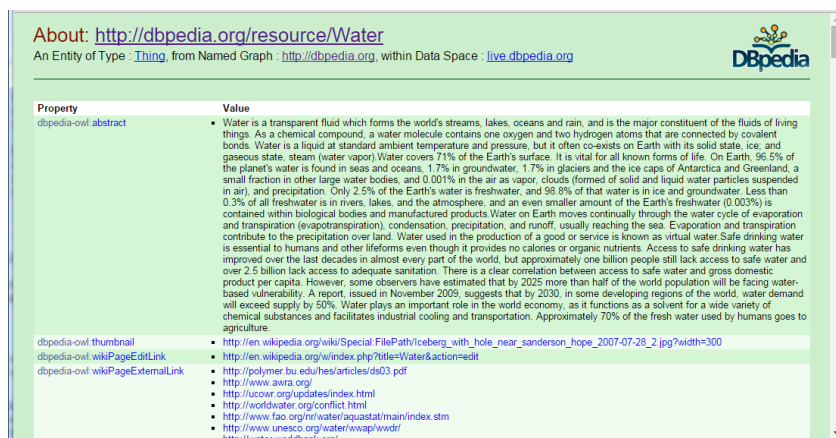 About: http://dbpedia.org/resource/Water
An Entity of Type : Thing, from Named Graph : http://dbpedia.org, within Data Space : live.dbpedia.org
DBpedia
Property Value
dbpedia-owl:abstract ▪ Water is a transparent fluid which forms the world's streams, lakes, oceans and rain, and is the major constituent of the fluids of living
things. As a chemical compound, a water molecule contains one oxygen and two hydrogen atoms that are connected by covalent
bonds. Water is a liquid at standard ambient temperature and pressure, but it often co-exists on Earth with its solid state, ice; and
gaseous state, steam (water vapor).Water covers 71% of the Earth's surface. It is vital for all known forms of life. On Earth, 96.5% of
the planet's water is found in seas and oceans, 1.7% in groundwater, 1.7% in glaciers and the ice caps of Antarctica and Greenland, a
small fraction in other large water bodies, and 0.001% in the air as vapor, clouds (formed of solid and liquid water particles suspended
in air), and precipitation. Only 2.5% of the Earth's water is freshwater, and 98.8% of that water is in ice and groundwater. Less than
0.3% of all freshwater is in rivers, lakes, and the atmosphere, and an even smaller amount of the Earth's freshwater (0.003%) is
contained within biological bodies and manufactured products.Water on Earth moves continually through the water cycle of evaporation
and transpiration (evapotranspiration), condensation, precipitation, and runoff, usually reaching the sea. Evaporation and transpiration
contribute to the precipitation over land. Water used in the production of a good or service is known as virtual water.Safe drinking water
is essential to humans and other lifeforms even though it provides no calories or organic nutrients. Access to safe drinking water has
improved over the last decades in almost every part of the world, but approximately one billion people still lack access to safe water and
over 2.5 billion lack access to adequate sanitation. There is a clear correlation between access to safe water and gross domestic
product per capita. However, some observers have estimated that by 2025 more than half of the world population will be facing water-
based vulnerability. A report, issued in November 2009, suggests that by 2030, in some developing regions of the world, water demand
will exceed supply by 50%. Water plays an important role in the world economy, as it functions as a solvent for a wide variety of
chemical substances and facilitates industrial cooling and transportation. Approximately 70% of the fresh water used by humans goes to
agriculture.
dbpedia-owl:thumbnail ▪ http://en.wikipedia.org/wiki/Special:FilePath/Iceberg_with_hole_near_sanderson_hope_2007-07-28_2.jpg?width=300
dbpedia-owl:wikiPageEditLink ▪ http://en.wikipedia.org/w/index.php?title=Water&action=edit
dbpedia-owl:wikiPageExternalLink ▪ http://polymer.bu.edu/hes/articles/ds03.pdf
▪ http://www.awra.org/
▪ http://ucowr.org/updates/index.html
▪ http://worldwater.org/conflict.html
▪ http://www.fao.org/nr/water/aquastat/main/index.stm
▪ http://www.unesco.org/water/wwap/wwdr/